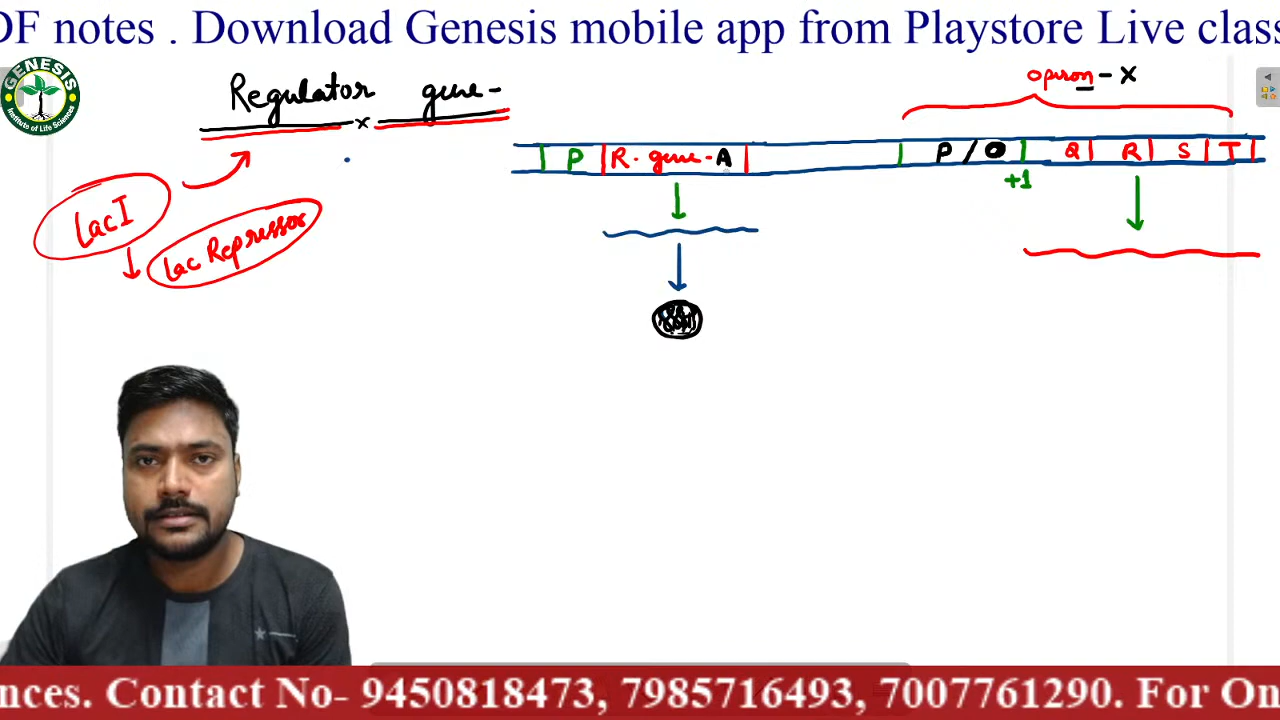 DF notes . Download Genesis mobile app from Playstore Live class
GENESIS
Institute of Life Sciences
Regulator gene-
x
operon - X
P R. gene-A P / O Q R S T
+1
LacI
Lac Repressor
nces. Contact No- 9450818473, 7985716493, 7007761290. For On